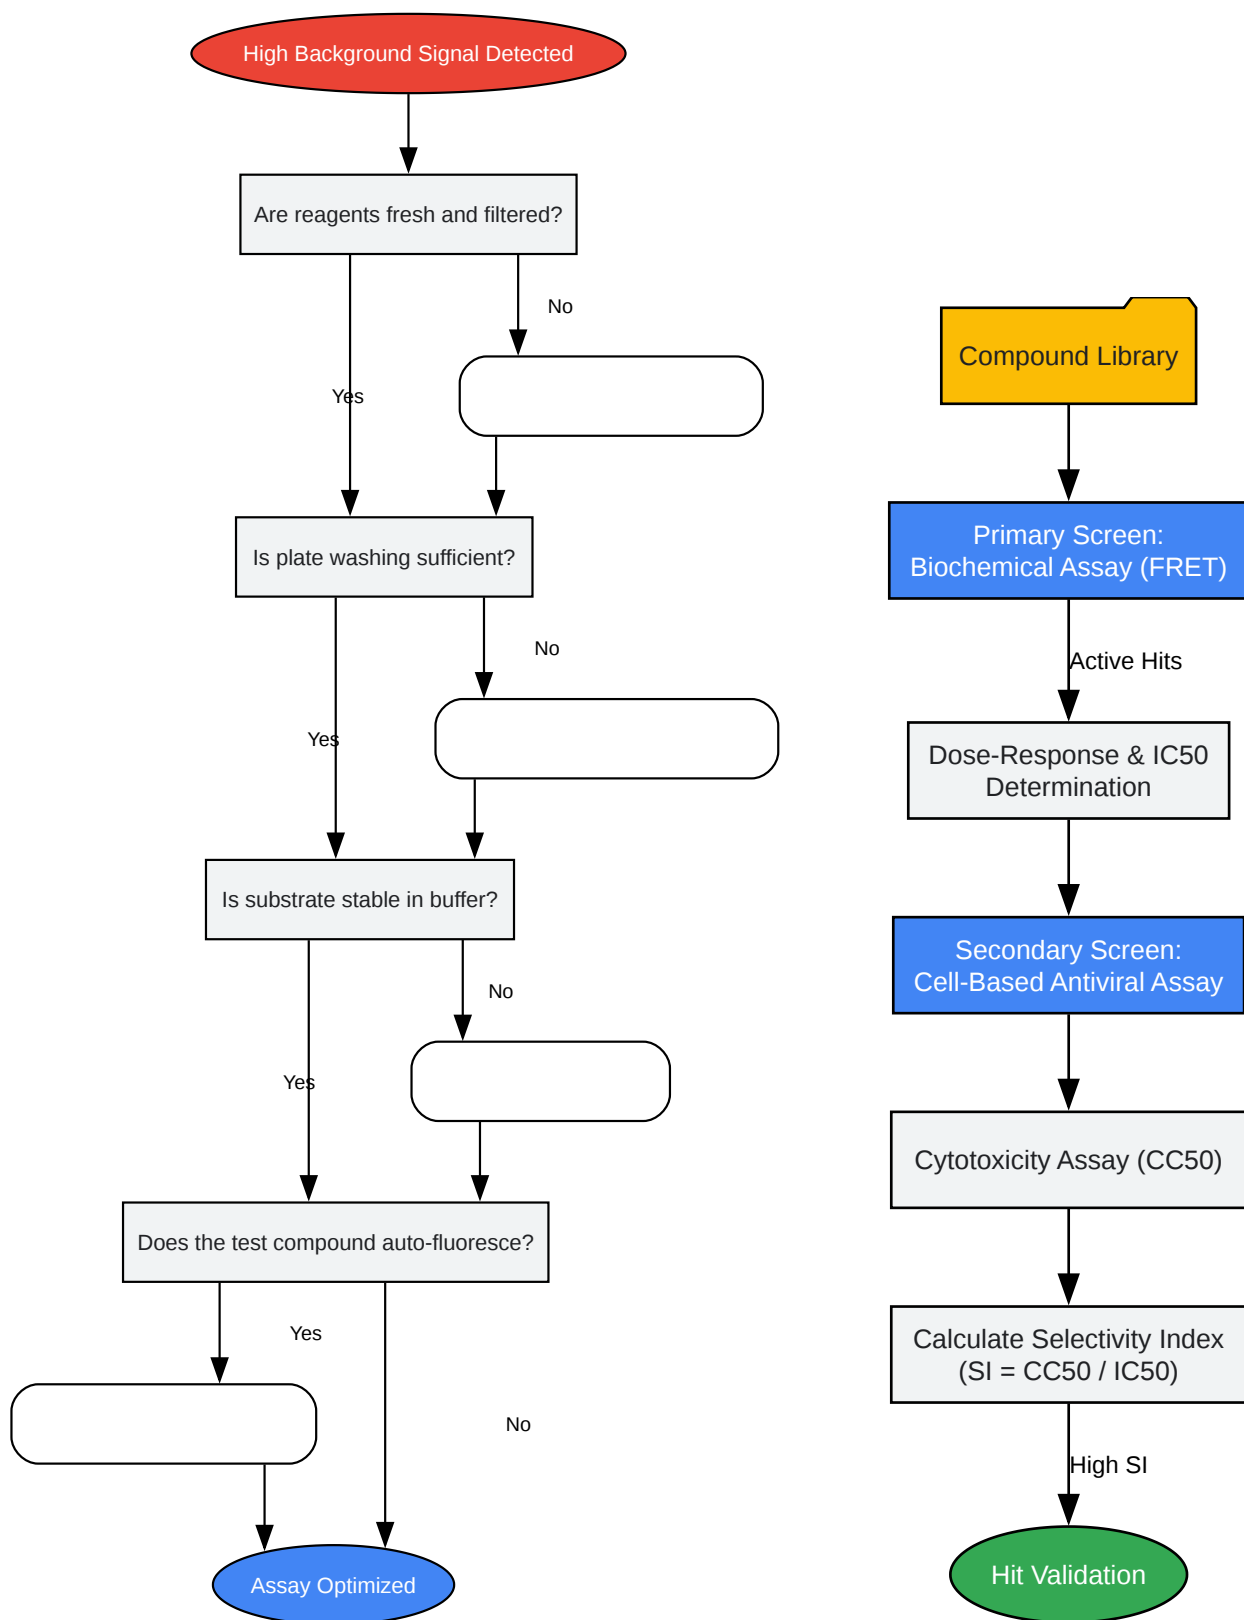 High Background Signal Detected
Are reagents fresh and filtered?
No
Yes
Is plate washing sufficient?
No
Yes
Is substrate stable in buffer?
No
Yes
Does the test compound auto-fluoresce?
Yes
No
Assay Optimized
Compound Library
Primary Screen:
Biochemical Assay (FRET)
Active Hits
Dose-Response & IC50
Determination
Secondary Screen:
Cell-Based Antiviral Assay
Cytotoxicity Assay (CC50)
Calculate Selectivity Index
(SI = CC50 / IC50)
High SI
Hit Validation